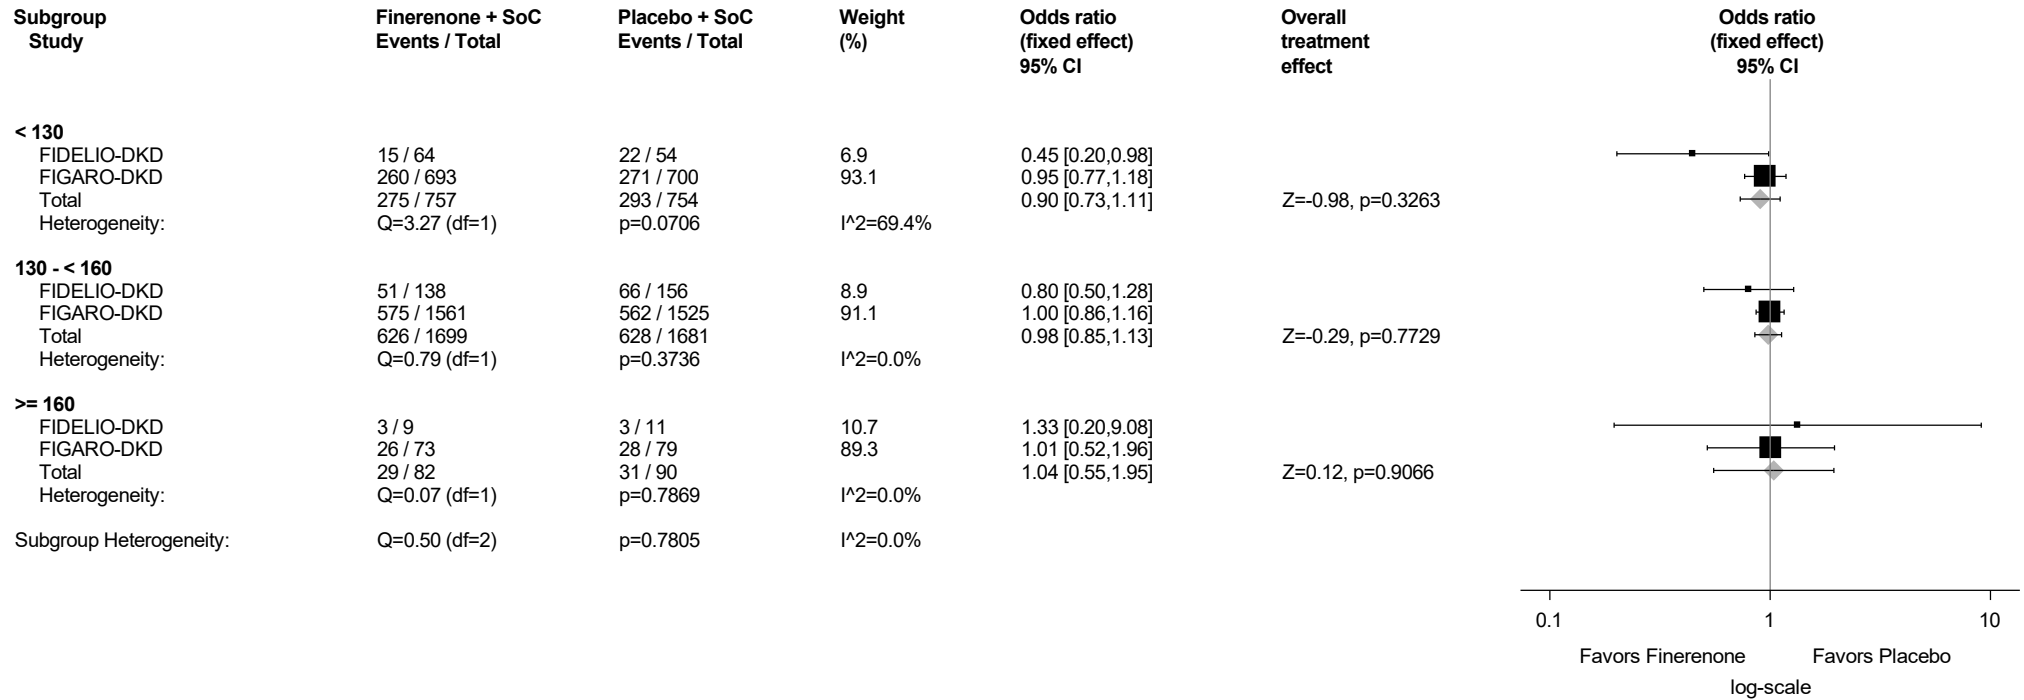 Subgroup Finerenone + SoC Placebo + SoC Weight Odds ratio Overall Odds ratio
Study Events / Total Events / Total (%) (fixed effect) treatment (fixed effect)
95% CI effect 95% CI
< 130
FIDELIO-DKD 15 / 64 22 / 54 6.9 0.45 [0.20,0.98]
FIGARO-DKD 260 / 693 271 / 700 93.1 0.95 [0.77,1.18]
Total 275 / 757 293 / 754 0.90 [0.73,1.11] Z=-0.98, p=0.3263
Heterogeneity: Q=3.27 (df=1) p=0.0706 I^2=69.4%
130 - < 160
FIDELIO-DKD 51 / 138 66 / 156 8.9 0.80 [0.50,1.28]
FIGARO-DKD 575 / 1561 562 / 1525 91.1 1.00 [0.86,1.16]
Total 626 / 1699 628 / 1681 0.98 [0.85,1.13] Z=-0.29, p=0.7729
Heterogeneity: Q=0.79 (df=1) p=0.3736 I^2=0.0%
>= 160
FIDELIO-DKD 3 / 9 3 / 11 10.7 1.33 [0.20,9.08]
FIGARO-DKD 26 / 73 28 / 79 89.3 1.01 [0.52,1.96]
Total 29 / 82 31 / 90 1.04 [0.55,1.95] Z=0.12, p=0.9066
Heterogeneity: Q=0.07 (df=1) p=0.7869 I^2=0.0%
Subgroup Heterogeneity: Q=0.50 (df=2) p=0.7805 I^2=0.0%
0.1 1 10
Favors Finerenone Favors Placebo
log-scale